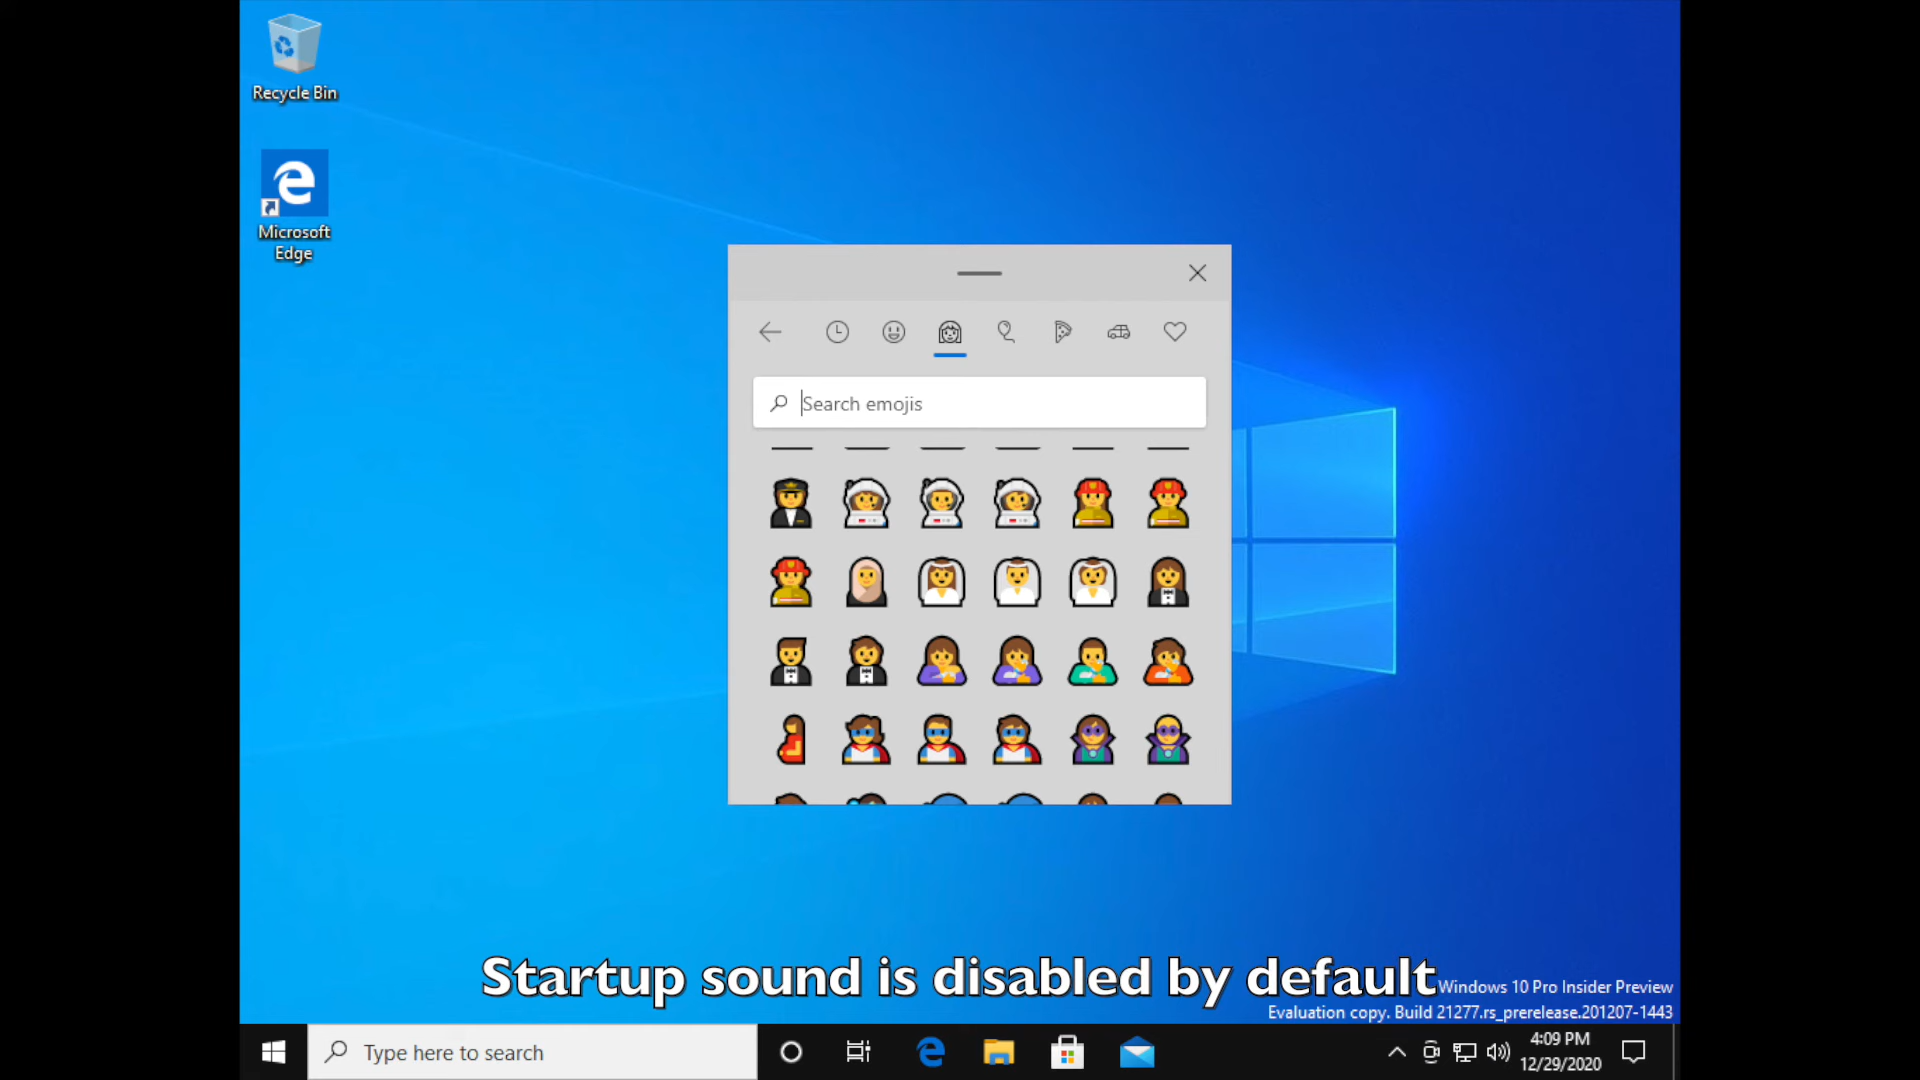 Recycle Bin
Microsoft
Edge
Search emojis
Startup sound is disabled by default
Windows 10 Pro Insider Preview
Evaluation copy. Build 21277.rs_prerelease.201207-1443
Type here to search
4:09 PM
12/29/2020